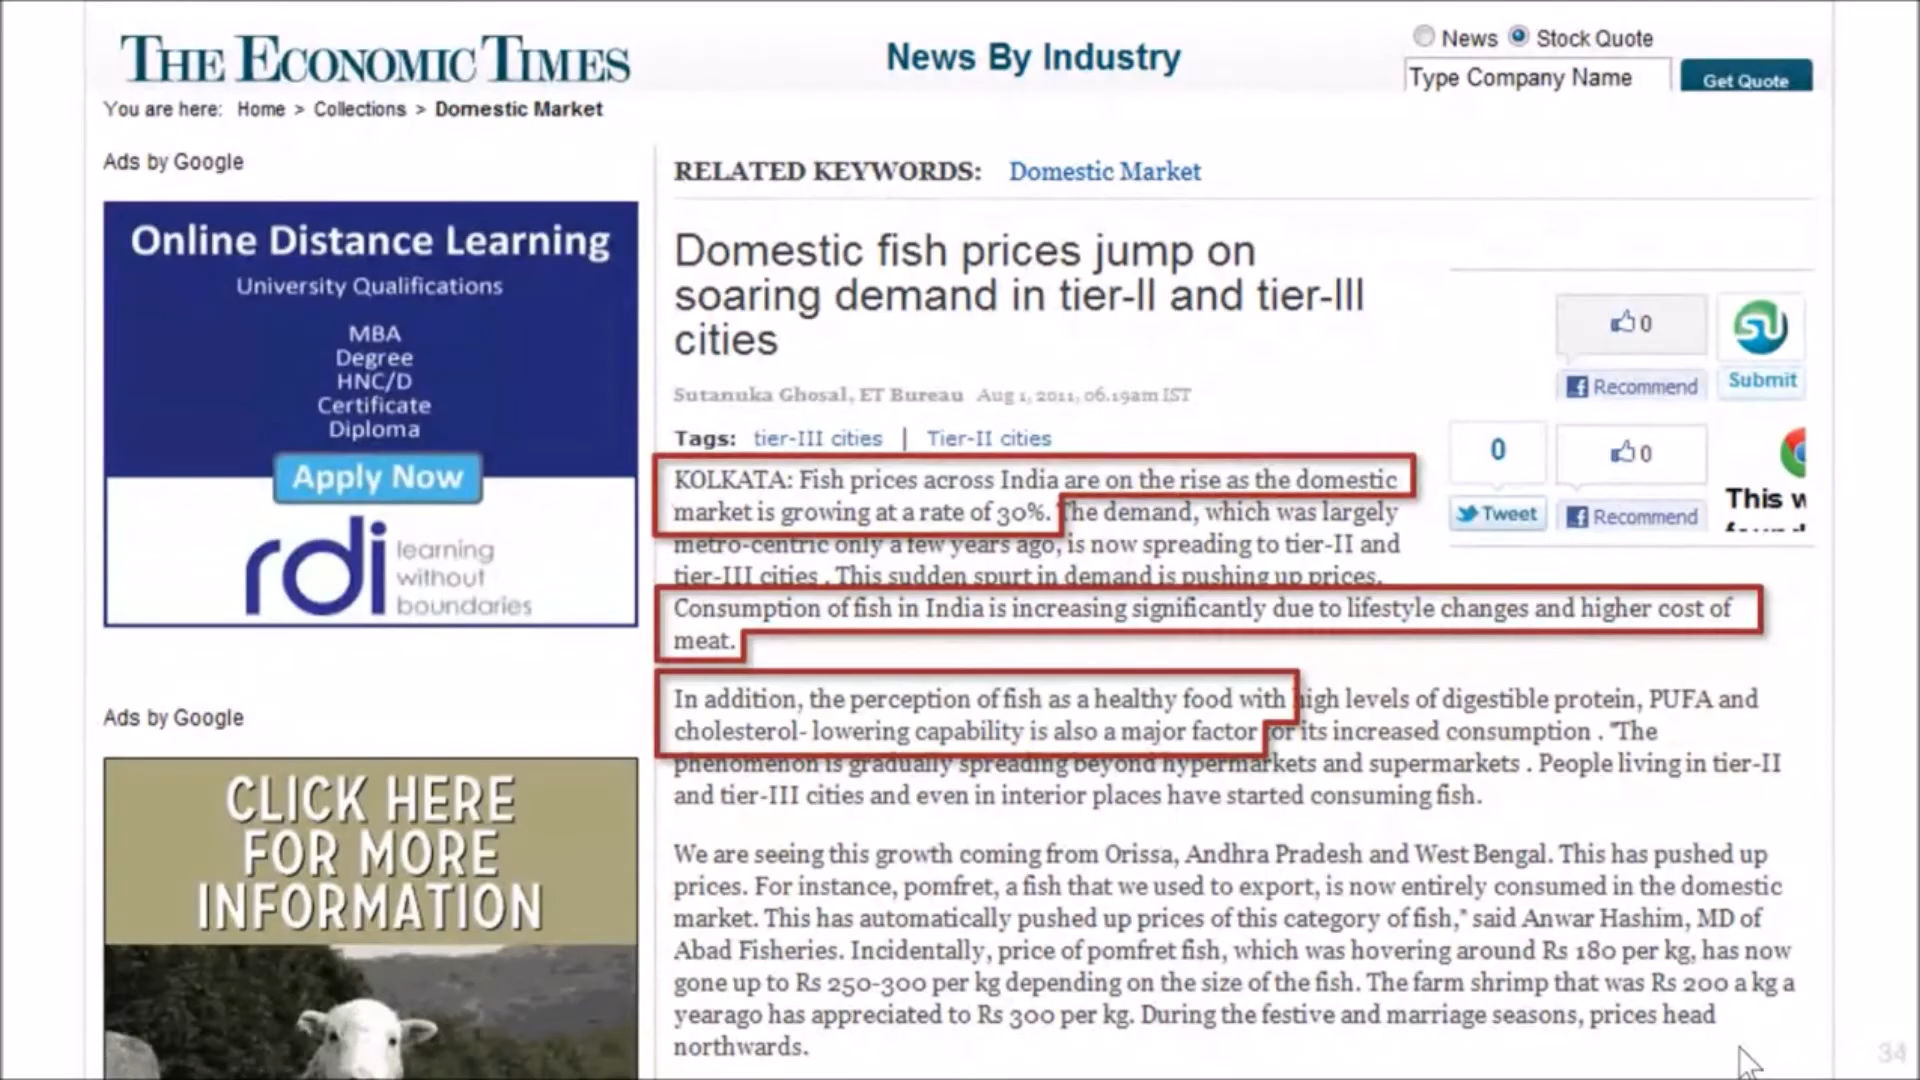 THE ECONOMIC TIMES
News By Industry
News Stock Quote
Type Company Name
Get Quote
You are here: Home > Collections > Domestic Market
Ads by Google
Online Distance Learning
University Qualifications
MBA
Degree
HNC/D
Certificate
Diploma
Apply Now
rdi learning
without
boundaries
Ads by Google
CLICK HERE
FOR MORE
INFORMATION
RELATED KEYWORDS: Domestic Market
Domestic fish prices jump on
soaring demand in tier-II and tier-III
cities
Sutanuka Ghosal, ET Bureau Aug 1, 2011, 06.19am IST
Tags: tier-III cities | Tier-II cities
KOLKATA: Fish prices across India are on the rise as the domestic
market is growing at a rate of 30%. The demand, which was largely
metro-centric only a few years ago, is now spreading to tier-II and
tier-III cities . This sudden spurt in demand is pushing up prices.
Consumption of fish in India is increasing significantly due to lifestyle changes and higher cost of
meat.
In addition, the perception of fish as a healthy food with high levels of digestible protein, PUFA and
cholesterol- lowering capability is also a major factor for its increased consumption . "The
phenomenon is gradually spreading beyond hypermarkets and supermarkets . People living in tier-II
and tier-III cities and even in interior places have started consuming fish.
We are seeing this growth coming from Orissa, Andhra Pradesh and West Bengal. This has pushed up
prices. For instance, pomfret, a fish that we used to export, is now entirely consumed in the domestic
market. This has automatically pushed up prices of this category of fish," said Anwar Hashim, MD of
Abad Fisheries. Incidentally, price of pomfret fish, which was hovering around Rs 180 per kg, has now
gone up to Rs 250-300 per kg depending on the size of the fish. The farm shrimp that was Rs 200 a kg a
yearago has appreciated to Rs 300 per kg. During the festive and marriage seasons, prices head
northwards.
0
Recommend
SU
Submit
0
Tweet
0
Recommend
This w
34